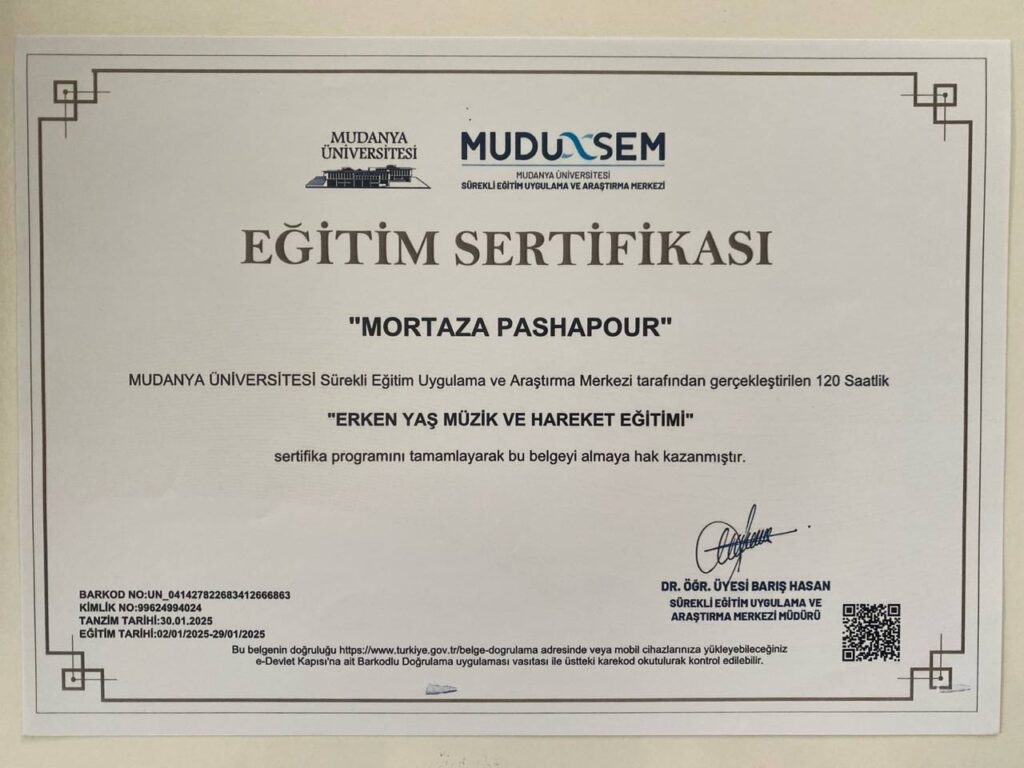 MUDANYA
ÜNİVERSİTESİ
MUDUSEM
MUDANYA ÜNİVERSİTESİ
SÜREKLİ EĞİTİM UYGULAMA VE ARAŞTIRMA MERKEZİ
EĞİTİM SERTİFİKASI
"MORTAZA PASHAPOUR"
MUDANYA ÜNİVERSİTESİ Sürekli Eğitim Uygulama ve Araştırma Merkezi tarafından gerçekleştirilen 120 Saatlik
"ERKEN YAŞ MÜZİK VE HAREKET EĞİTİMİ"
sertifika programını tamamlayarak bu belgeyi almaya hak kazanmıştır.
DR. ÖĞR. ÜYESİ BARIŞ HASAN
SÜREKLİ EĞİTİM UYGULAMA VE
ARAŞTIRMA MERKEZİ MÜDÜRÜ
BARKOD NO:UN_041427822683412666863
KİMLİK NO:99624994024
TANZİM TARİHİ:30.01.2025
EĞİTİM TARİHİ:02/01/2025-29/01/2025
Bu belgenin doğruluğu https://www.turkiye.gov.tr/belge-dogrulama adresinde veya mobil cihazlarınıza yükleyebileceğiniz
e-Devlet Kapısı'na ait Barkodlu Doğrulama uygulaması vasıtası ile üstteki karekod okutularak kontrol edilebilir.